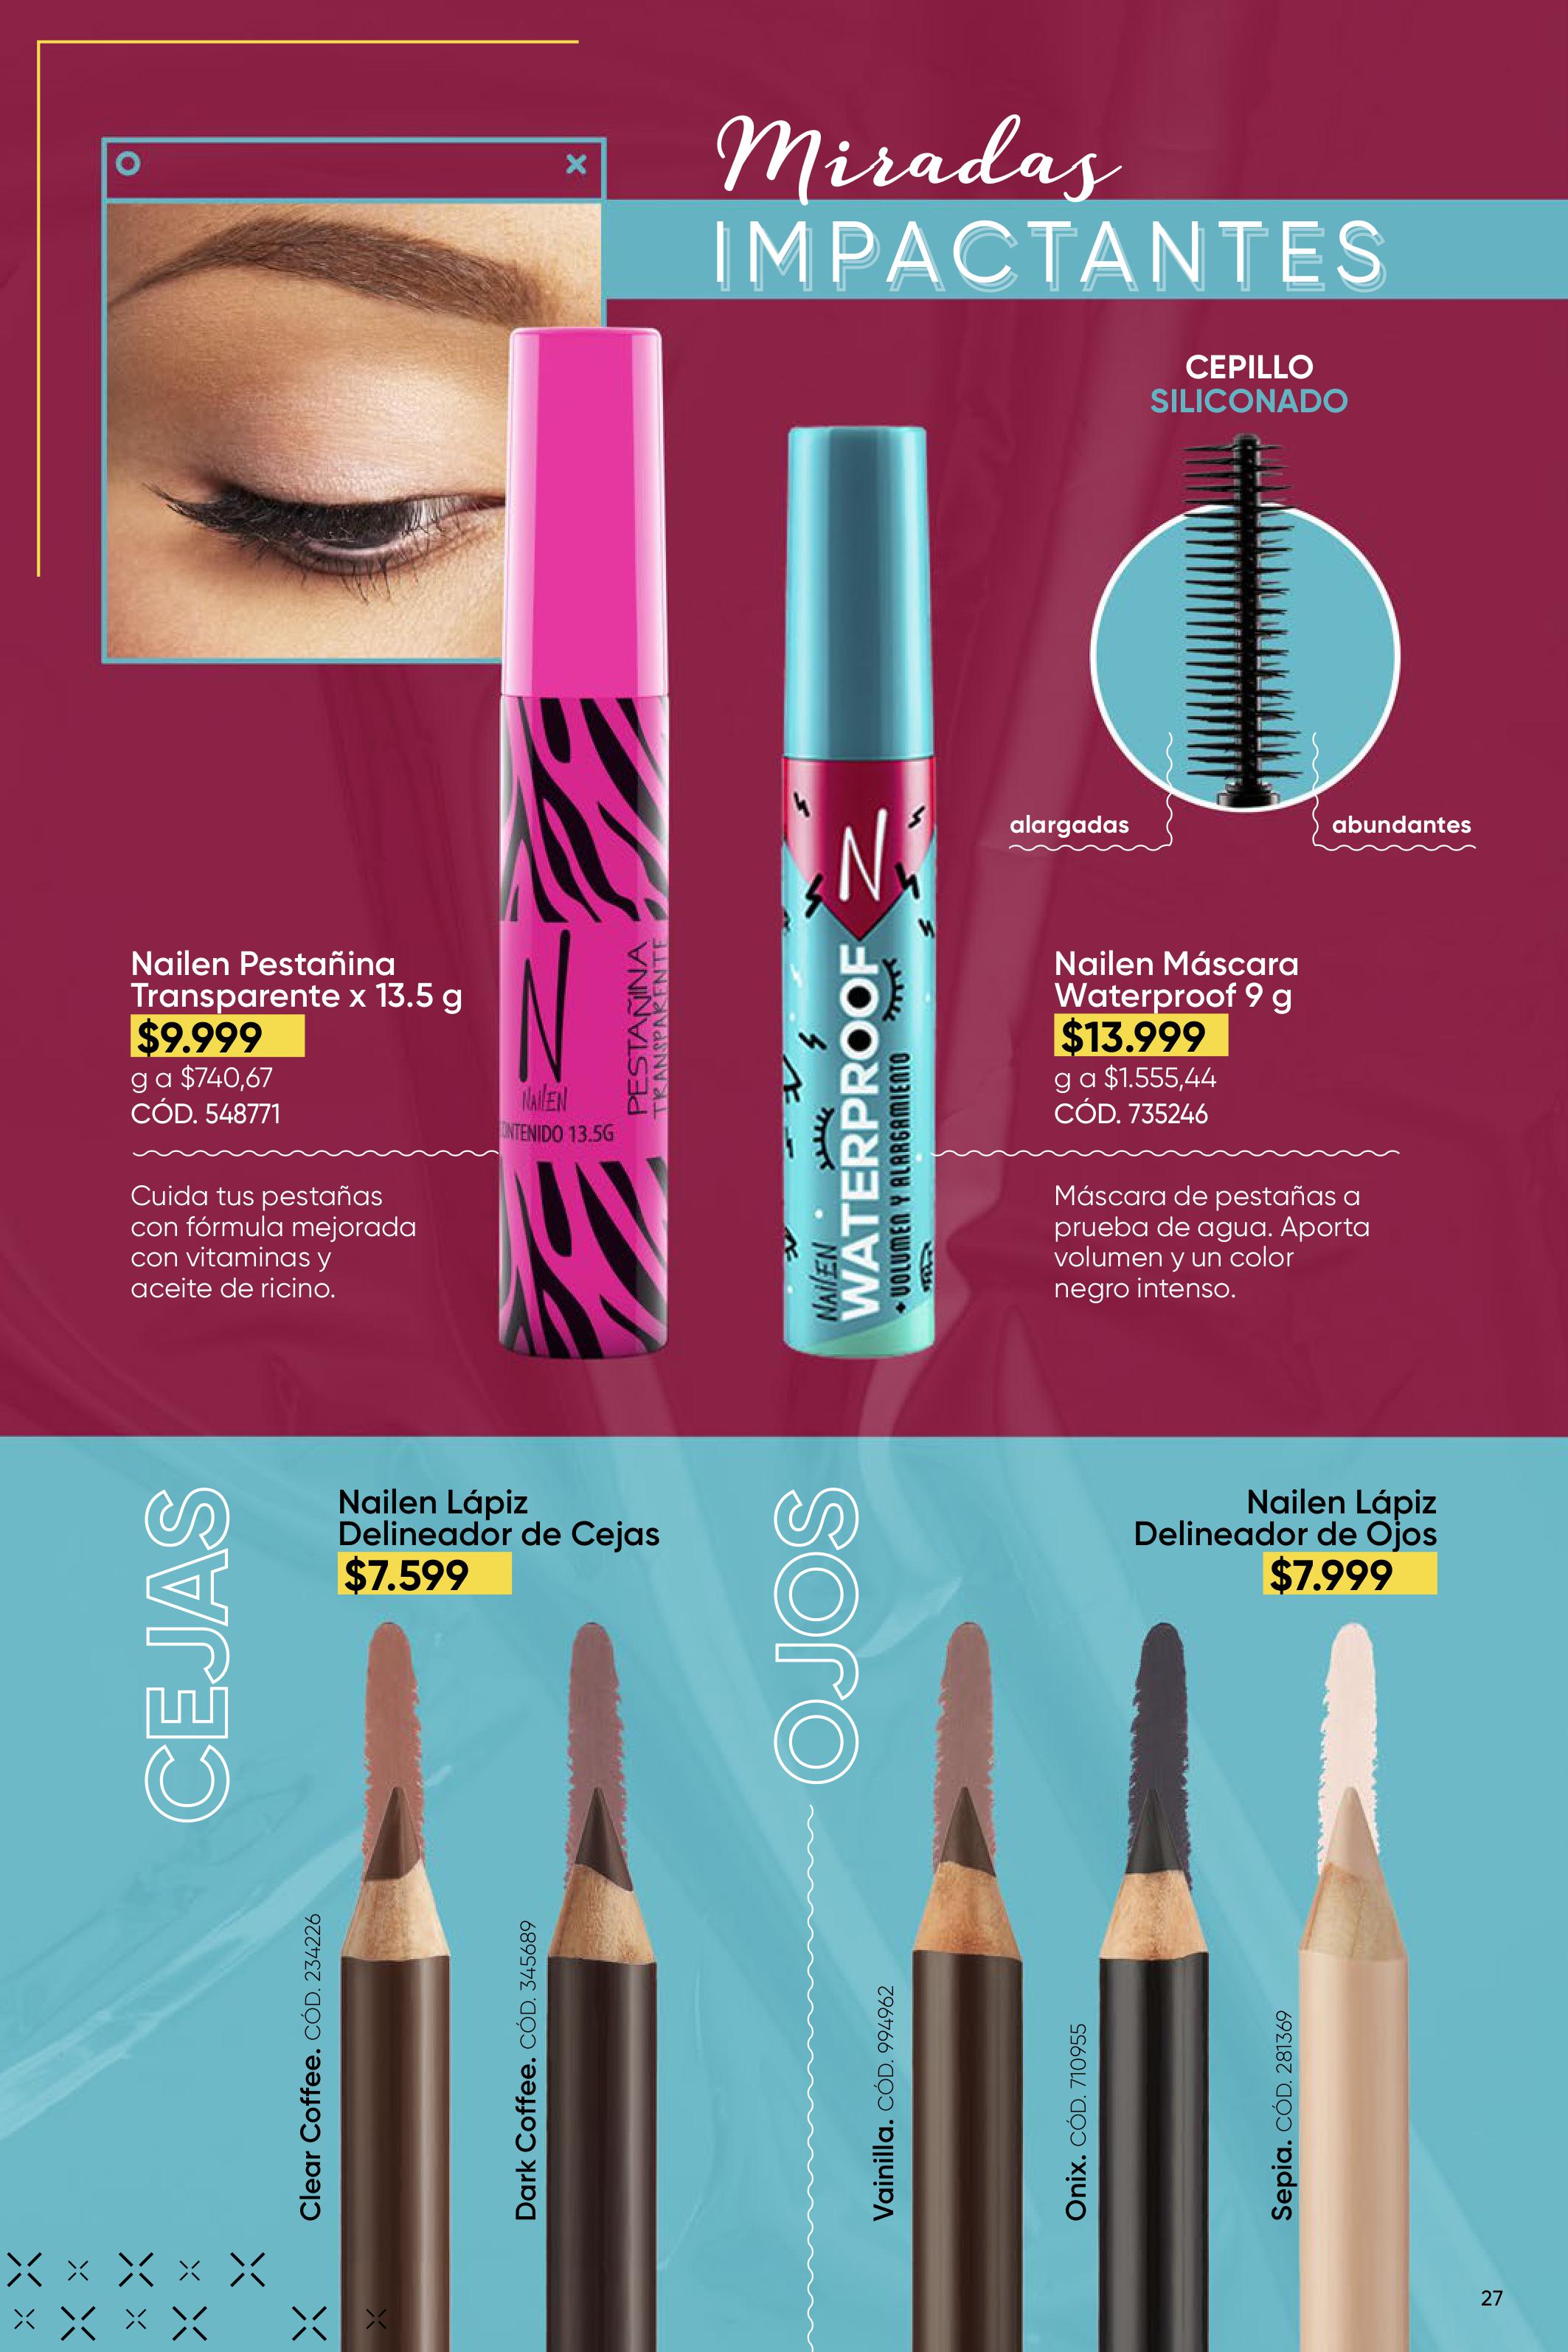 Miradas
IMPACTANTES
CEPILLO
SILICONADO
alargadas
abundantes
Nailen Pestañina
Transparente x 13.5 g
$9.999
g a $740,67
CÓD. 548771
Cuida tus pestañas
con fórmula mejorada
con vitaminas y
aceite de ricino.
N
NAILEN
PESTAÑINA
TRANSPARENTE
CONTENIDO 13.5G
N
NAILEN
WATERPROOF
+ VOLUMEN Y ALARGAMIENTO
Nailen Máscara
Waterproof 9 g
$13.999
g a $1.555,44
CÓD. 735246
Máscara de pestañas a
prueba de agua. Aporta
volumen y un color
negro intenso.
CEJAS
Nailen Lápiz
Delineador de Cejas
$7.599
Clear Coffee. CÓD. 234226
Dark Coffee. CÓD. 345689
OJOS
Nailen Lápiz
Delineador de Ojos
$7.999
Vainilla. CÓD. 994962
Onix. CÓD. 710955
Sepia. CÓD. 281369
27